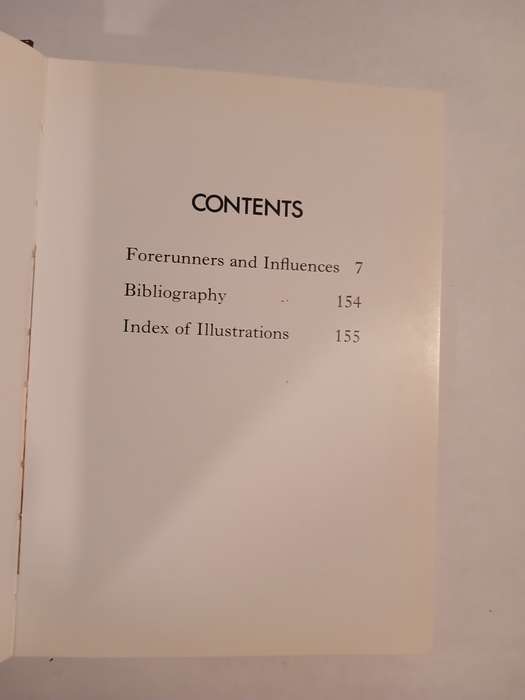 CONTENTS
Forerunners and Influences 7
Bibliography 154
Index of Illustrations 155